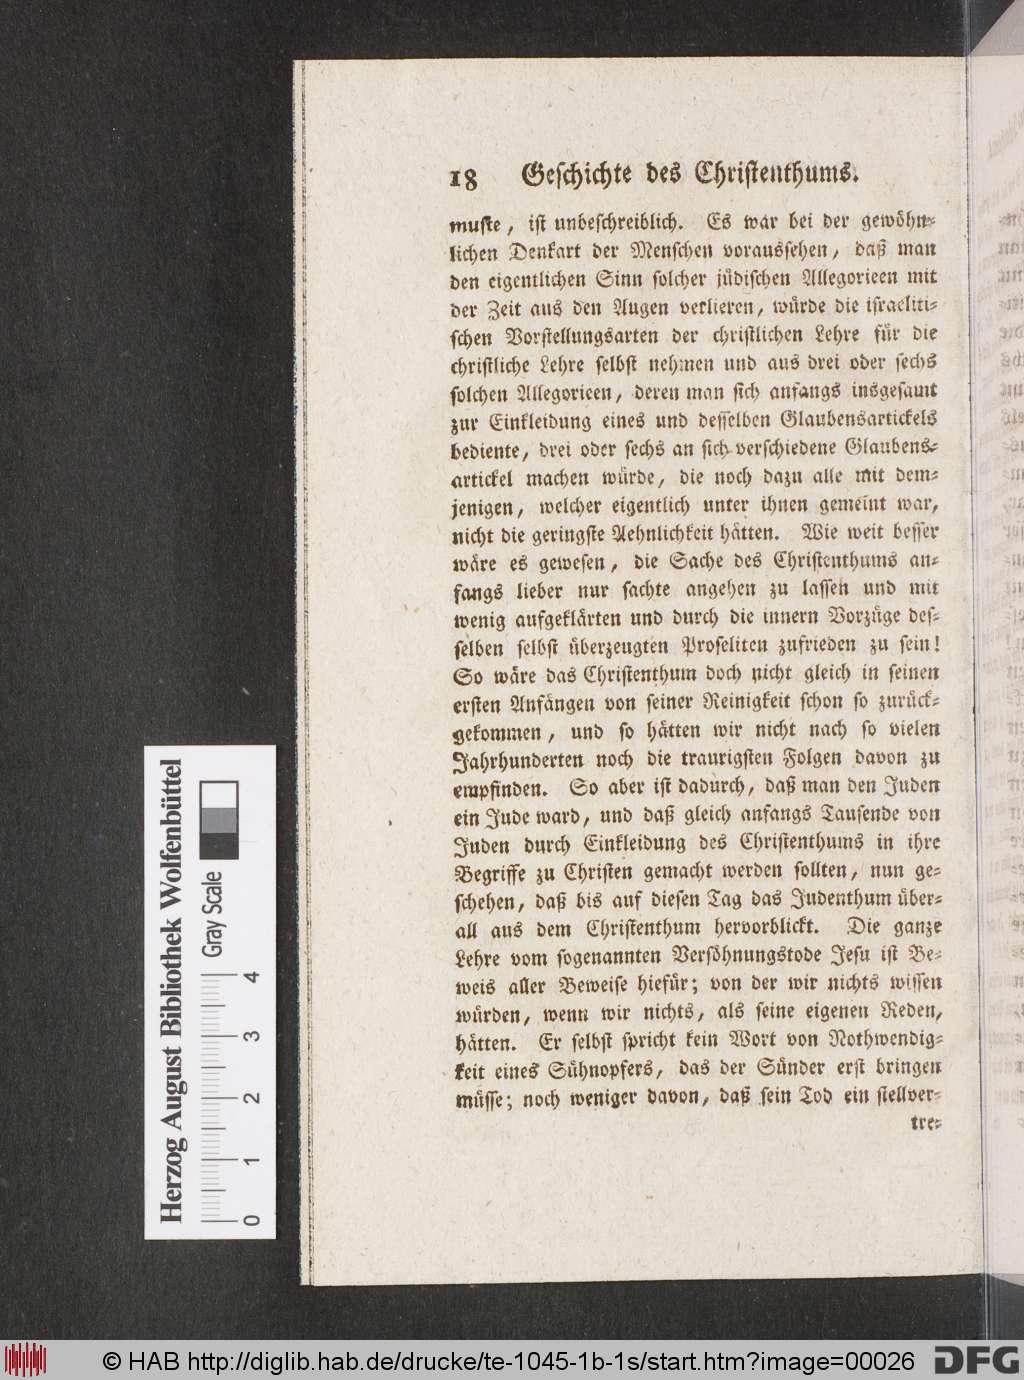 18 Geschichte des Christenthums.
muste, ist unbeschreiblich. Es war bei der gewöhn-
lichen Denkart der Menschen voraussehen, daß man
den eigentlichen Sinn solcher jüdischen Allegorieen mit
der Zeit aus den Augen verlieren, würde die israeliti-
schen Vorstellungsarten der christlichen Lehre für die
christliche Lehre selbst nehmen und aus drei oder sechs
solchen Allegorieen, deren man sich anfangs insgesamt
zur Einkleidung eines und desselben Glaubensartickels
bediente, drei oder sechs an sich verschiedene Glaubens-
artickel machen würde, die noch dazu alle mit dem-
jenigen, welcher eigentlich unter ihnen gemeint war,
nicht die geringste Aehnlichkeit hätten. Wie weit besser
wäre es gewesen, die Sache des Christenthums an-
fangs lieber nur sachte angehen zu lassen und mit
wenig aufgeklärten und durch die innern Vorzüge des-
selben selbst überzeugten Proseliten zufrieden zu sein!
So wäre das Christenthum doch nicht gleich in seinen
ersten Anfängen von seiner Reinigkeit schon so zurück-
gekommen, und so hätten wir nicht nach so vielen
Jahrhunderten noch die traurigsten Folgen davon zu
empfinden. So aber ist dadurch, daß man den Juden
ein Jude ward, und daß gleich anfangs Tausende von
Juden durch Einkleidung des Christenthums in ihre
Begriffe zu Christen gemacht werden sollten, nun ge-
schehen, daß bis auf diesen Tag das Judenthum über-
all aus dem Christenthum hervorblickt. Die ganze
Lehre vom sogenannten Versöhnungstode Jesu ist Be-
weis aller Beweise hiefür; von der wir nichts wissen
würden, wenn wir nichts, als seine eigenen Reden,
hätten. Er selbst spricht kein Wort von Nothwendig-
keit eines Sühnopfers, das der Sünder erst bringen
müsse; noch weniger davon, daß sein Tod ein stellver-
tre-
Herzog August Bibliothek Wolfenbüttel
Gray Scale
0 1 2 3 4
© HAB http://diglib.hab.de/drucke/te-1045-1b-1s/start.htm?image=00026
DFG